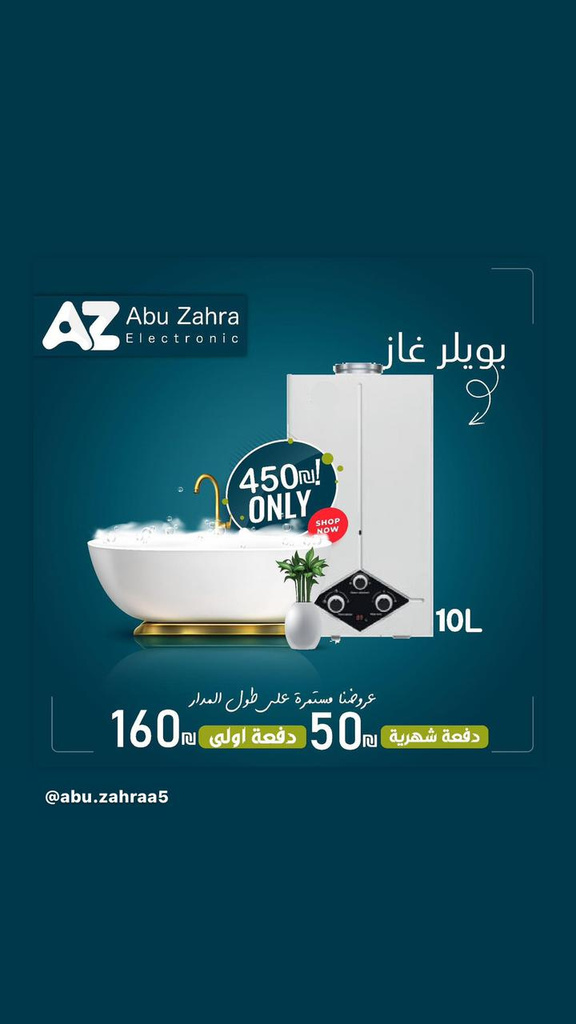 AZ Abu Zahra
Electronic
بويلر غاز
450₪!
ONLY
SHOP
NOW
10L
عروضنا مستمرة على طول المدار
دفعة شهرية 50₪ دفعة اولى 160₪
@abu.zahraa5